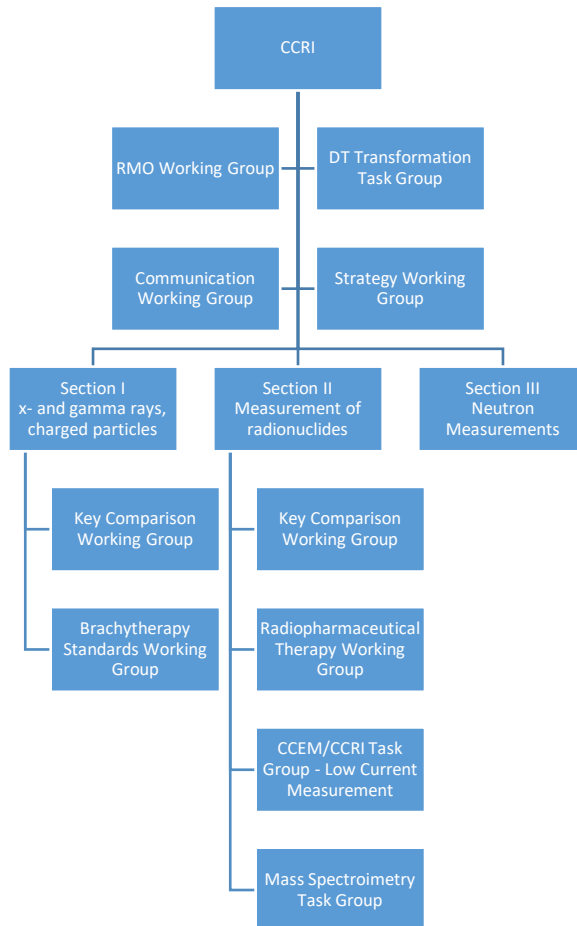 CCRI
RMO Working Group
DT Transformation
Task Group
Communication
Working Group
Strategy Working
Group
Section I
x- and gamma rays,
charged particles
Section II
Measurement of
radionuclides
Section III
Neutron
Measurements
Key Comparison
Working Group
Brachytherapy
Standards Working
Group
Key Comparison
Working Group
Radiopharmaceutical
Therapy Working
Group
CCEM/CCRI Task
Group - Low Current
Measurement
Mass Spectroimetry
Task Group